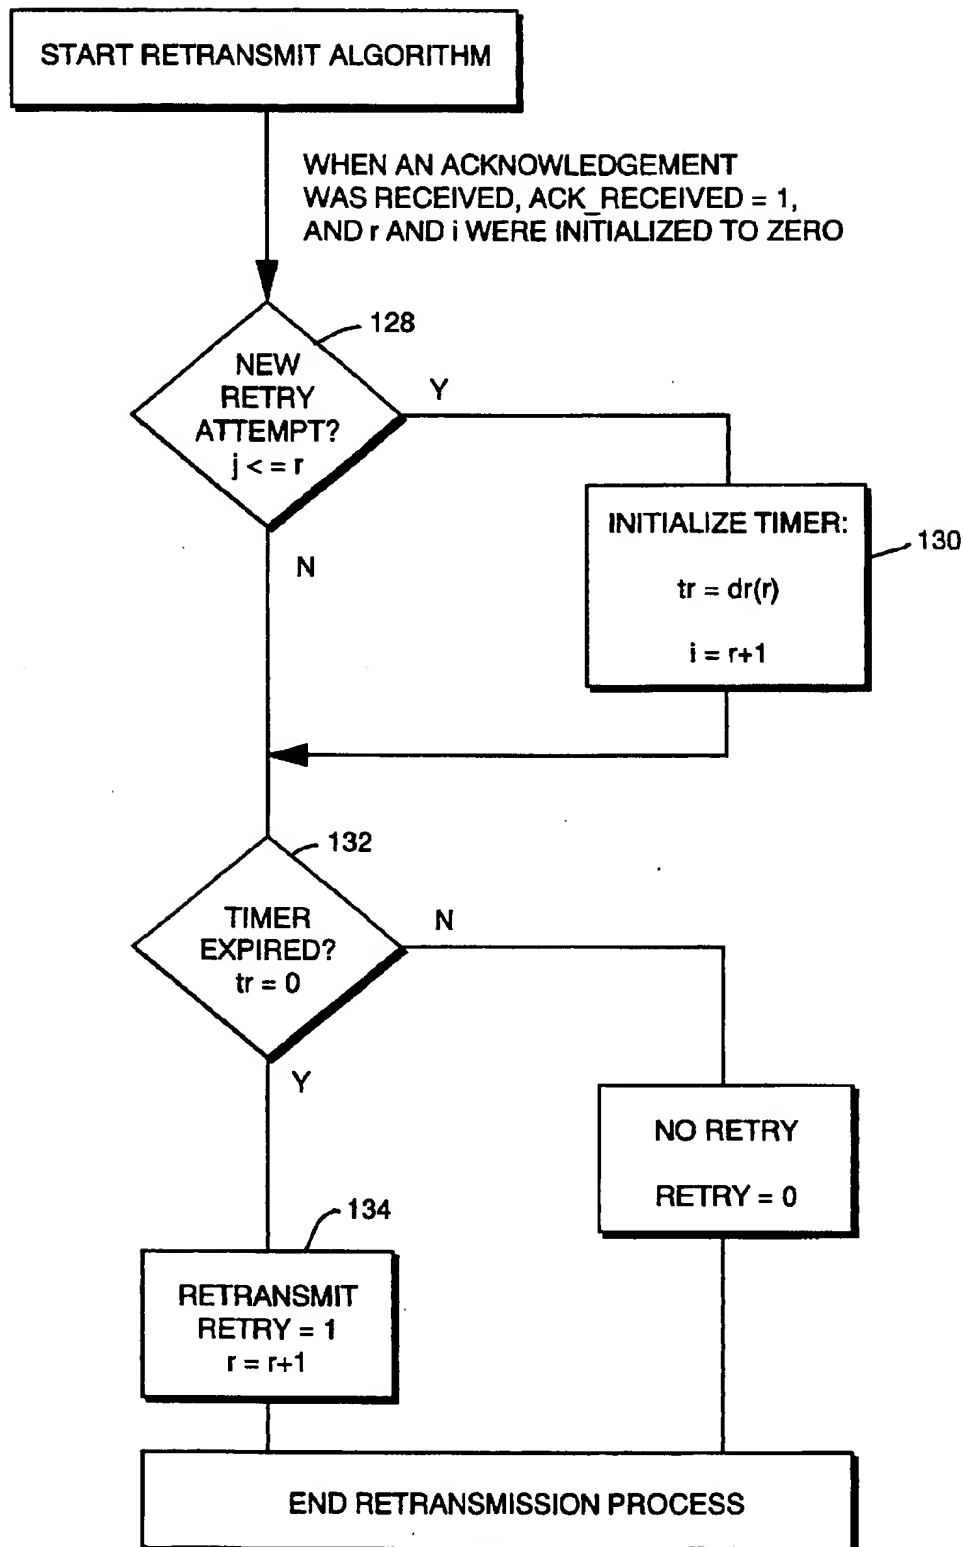 START RETRANSMIT ALGORITHM
WHEN AN ACKNOWLEDGEMENT
WAS RECEIVED, ACK_RECEIVED = 1,
AND r AND i WERE INITIALIZED TO ZERO
128
NEW
RETRY
ATTEMPT?
j < = r
Y
N
INITIALIZE TIMER:
tr = dr(r)
i = r+1
130
132
TIMER
EXPIRED?
tr = 0
N
Y
NO RETRY
RETRY = 0
134
RETRANSMIT
RETRY = 1
r = r+1
END RETRANSMISSION PROCESS